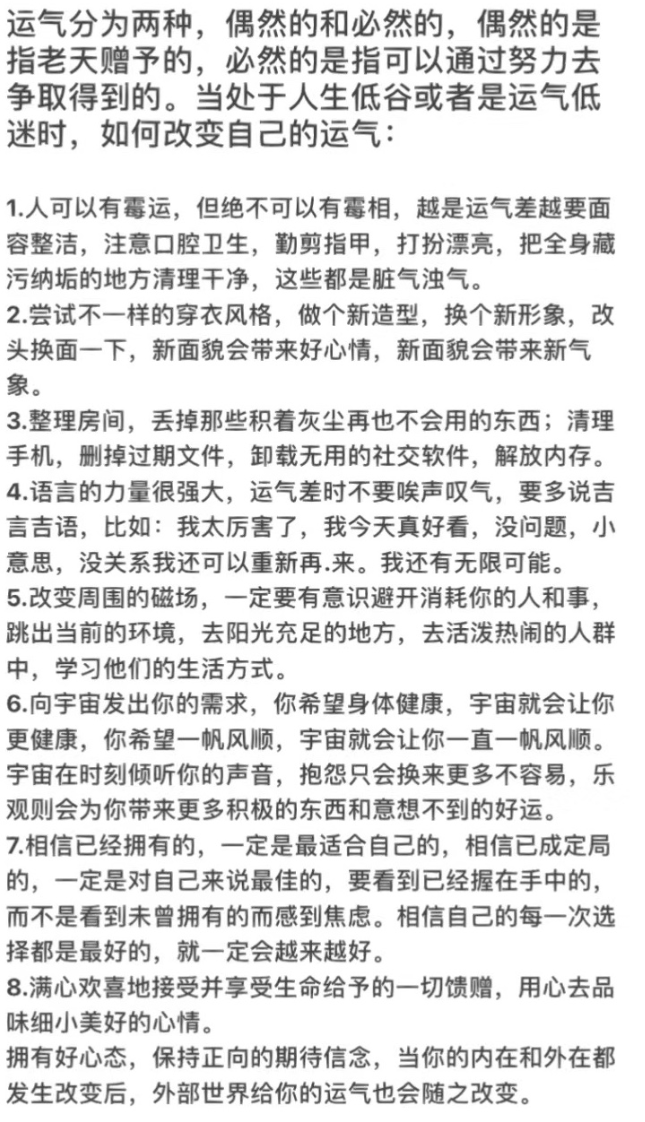 运气分为两种，偶然的和必然的，偶然的是
指老天赠予的，必然的是指可以通过努力去
争取得到的。当处于人生低谷或者是运气低
迷时，如何改变自己的运气：
1.人可以有霉运，但绝不可以有霉相，越是运气差越要面
容整洁，注意口腔卫生，勤剪指甲，打扮漂亮，把全身藏
污纳垢的地方清理干净，这些都是脏气浊气。
2.尝试不一样的穿衣风格，做个新造型，换个新形象，改
头换面一下，新面貌会带来好心情，新面貌会带来新气
象。
3.整理房间，丢掉那些积着灰尘再也不会用的东西；清理
手机，删掉过期文件，卸载无用的社交软件，解放内存。
4.语言的力量很强大，运气差时不要唉声叹气，要多说吉
言吉语，比如：我太厉害了，我今天真好看，没问题，小
意思，没关系我还可以重新再.来。我还有无限可能。
5.改变周围的磁场，一定要有意识避开消耗你的人和事，
跳出当前的环境，去阳光充足的地方，去活泼热闹的人群
中，学习他们的生活方式。
6.向宇宙发出你的需求，你希望身体健康，宇宙就会让你
更健康，你希望一帆风顺，宇宙就会让你一直一帆风顺。
宇宙在时刻倾听你的声音，抱怨只会换来更多不容易，乐
观则会为你带来更多积极的东西和意想不到的好运。
7.相信已经拥有的，一定是最适合自己的，相信已成定局
的，一定是对自己来说最佳的，要看到已经握在手中的，
而不是看到未曾拥有的而感到焦虑。相信自己的每一次选
择都是最好的，就一定会越来越好。
8.满心欢喜地接受并享受生命给予的一切馈赠，用心去品
味细小美好的心情。
拥有好心态，保持正向的期待信念，当你的内在和外在都
发生改变后，外部世界给你的运气也会随之改变。